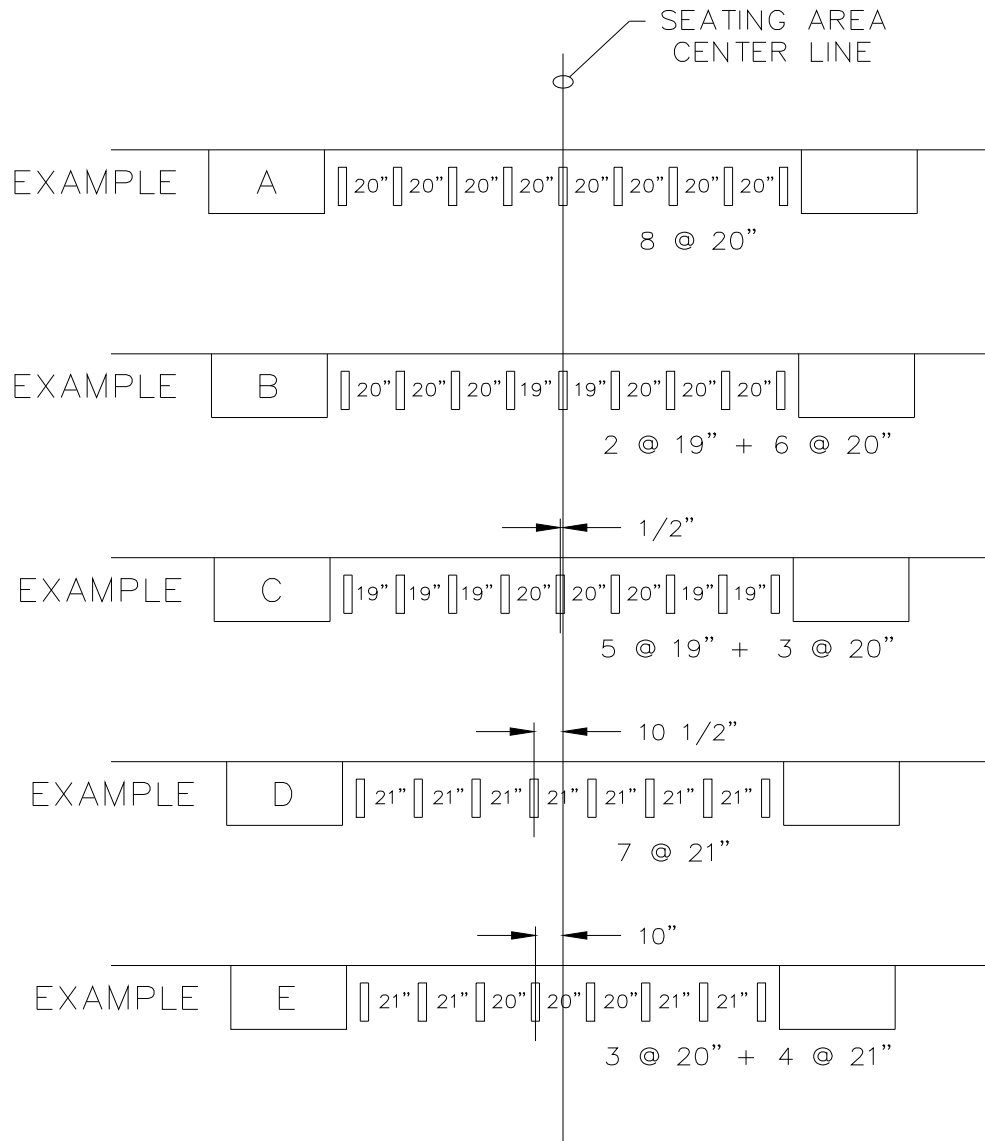 SEATING AREA
CENTER LINE
EXAMPLE A 20" 20" 20" 20" 20" 20" 20" 20"
8 @ 20"
EXAMPLE B 20" 20" 20" 19" 19" 20" 20" 20"
2 @ 19" + 6 @ 20"
1/2"
EXAMPLE C 19" 19" 19" 20" 20" 20" 19" 19"
5 @ 19" + 3 @ 20"
10 1/2"
EXAMPLE D 21" 21" 21" 21" 21" 21" 21"
7 @ 21"
10"
EXAMPLE E 21" 21" 20" 20" 20" 21" 21"
3 @ 20" + 4 @ 21"